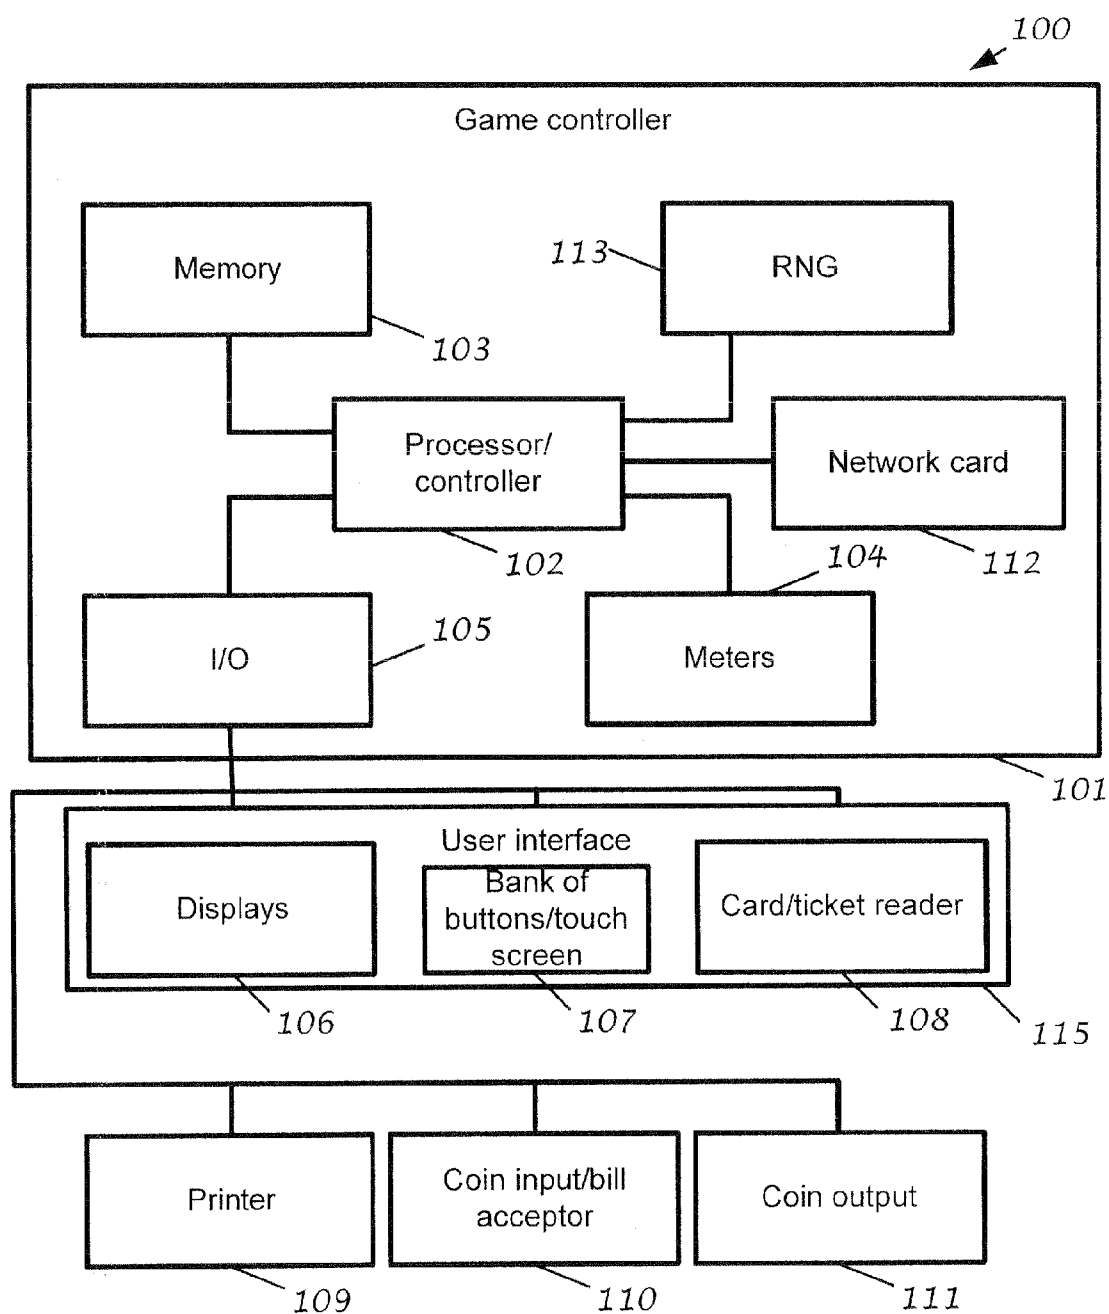 100
Game controller
Memory
113
RNG
103
Processor/
controller
Network card
102
104
112
105
I/O
Meters
101
User interface
Displays
Bank of
buttons/touch
screen
Card/ticket reader
106
107
108
115
Printer
Coin input/bill
acceptor
Coin output
109
110
111